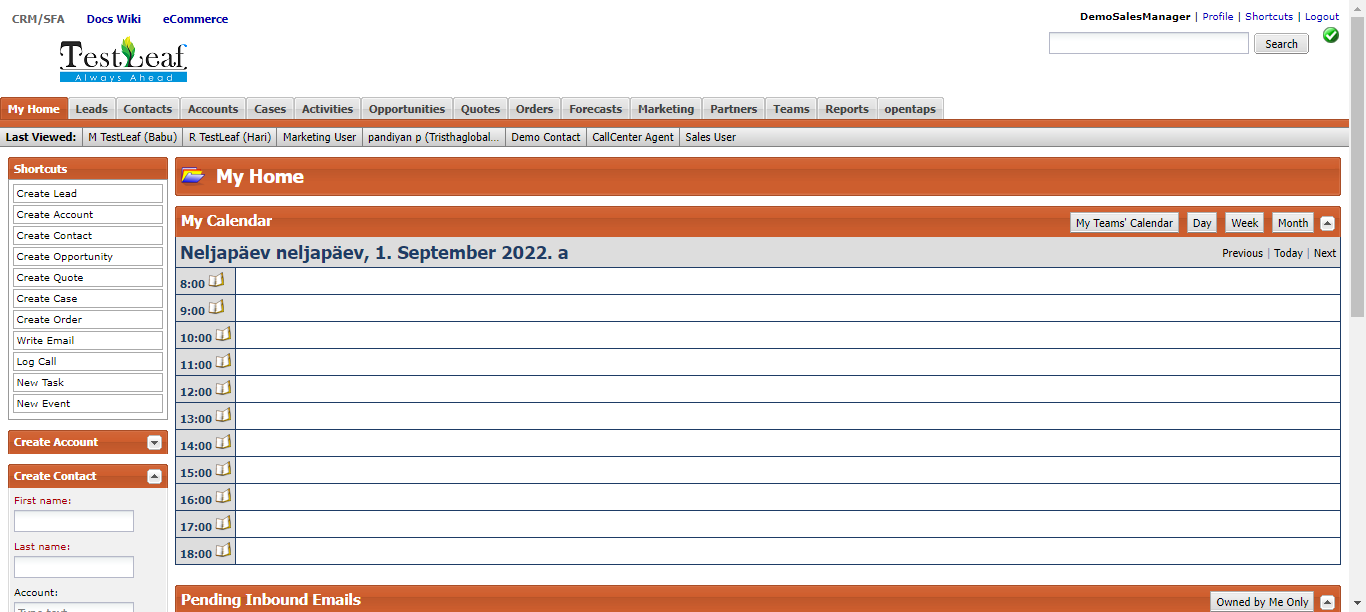 CRM/SFA Docs Wiki eCommerce
DemoSalesManager | Profile | Shortcuts | Logout
TestLeaf
Always Ahead
Search
My Home Leads Contacts Accounts Cases Activities Opportunities Quotes Orders Forecasts Marketing Partners Teams Reports opentaps
Last Viewed: M TestLeaf (Babu) R TestLeaf (Hari) Marketing User pandiyan p (Tristhaglobal... Demo Contact CallCenter Agent Sales User
Shortcuts
Create Lead
Create Account
Create Contact
Create Opportunity
Create Quote
Create Case
Create Order
Write Email
Log Call
New Task
New Event
Create Account
Create Contact
First name:
Last name:
Account:
Type text
My Home
My Calendar My Teams' Calendar Day Week Month
Neljapäev neljapäev, 1. September 2022. a Previous | Today | Next
8:00
9:00
10:00
11:00
12:00
13:00
14:00
15:00
16:00
17:00
18:00
Pending Inbound Emails Owned by Me Only